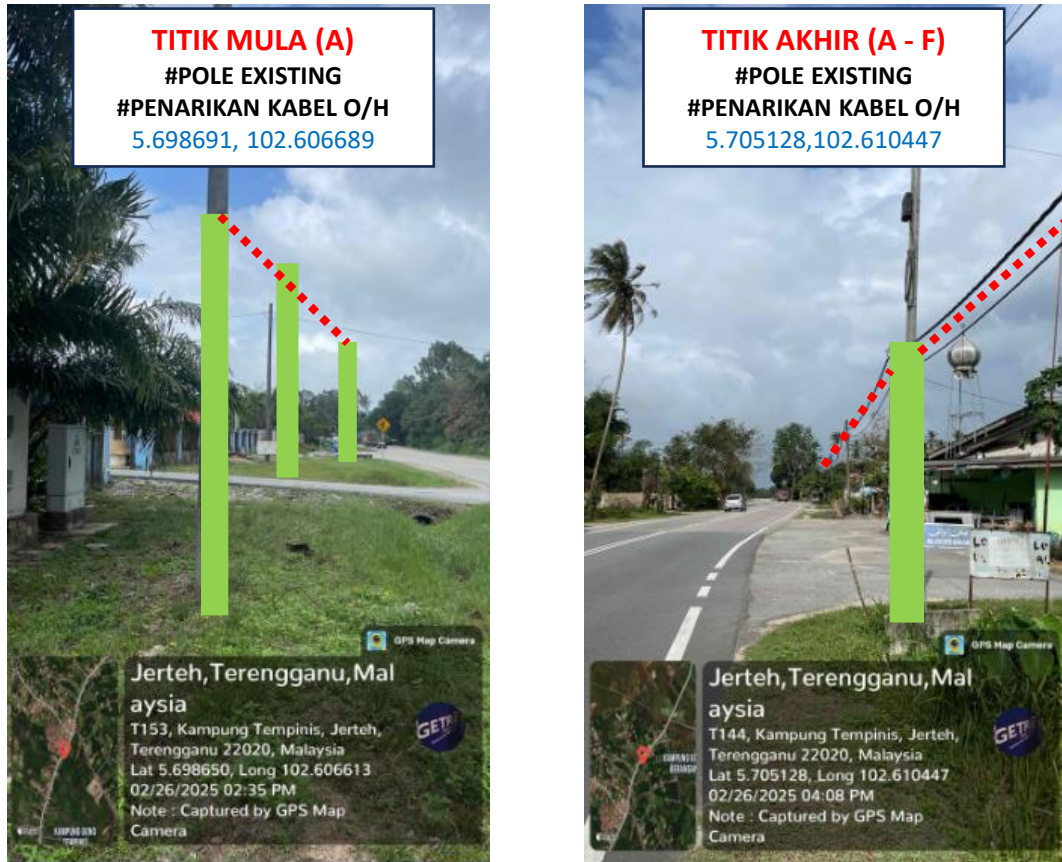 TITIK MULA (A)
#POLE EXISTING
#PENARIKAN KABEL O/H
5.698691, 102.606689
GPS Map Camera
Jerteh,Terengganu,Mal
aysia
T153, Kampung Tempinis, Jerteh,
Terengganu 22020, Malaysia
Lat 5.698650, Long 102.606613
02/26/2025 02:35 PM
Note : Captured by GPS Map
Camera
TITIK AKHIR (A - F)
#POLE EXISTING
#PENARIKAN KABEL O/H
5.705128,102.610447
GPS Map Camera
Jerteh,Terengganu,Mal
aysia
T144, Kampung Tempinis, Jerteh,
Terengganu 22020, Malaysia
Lat 5.705128, Long 102.610447
02/26/2025 04:08 PM
Note : Captured by GPS Map
Camera